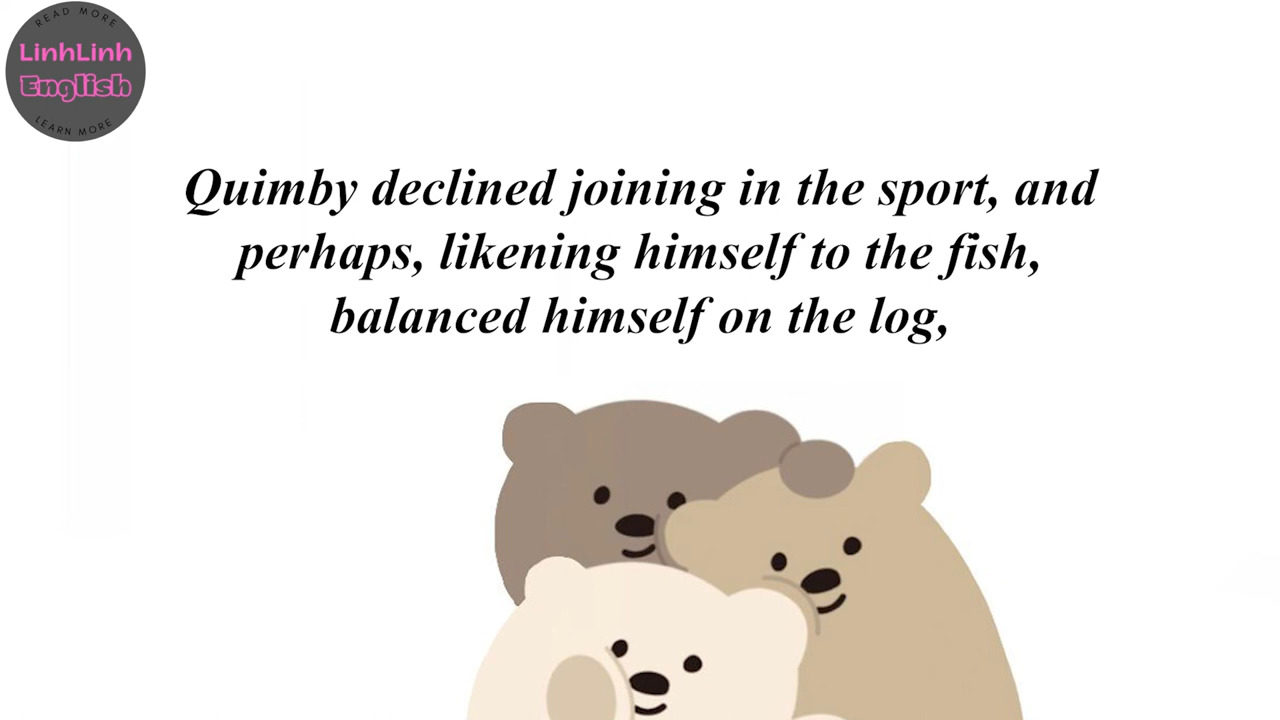 READ MORE
LinhLinh
English
LEARN MORE
Quimby declined joining in the sport, and
perhaps, likening himself to the fish,
balanced himself on the log,